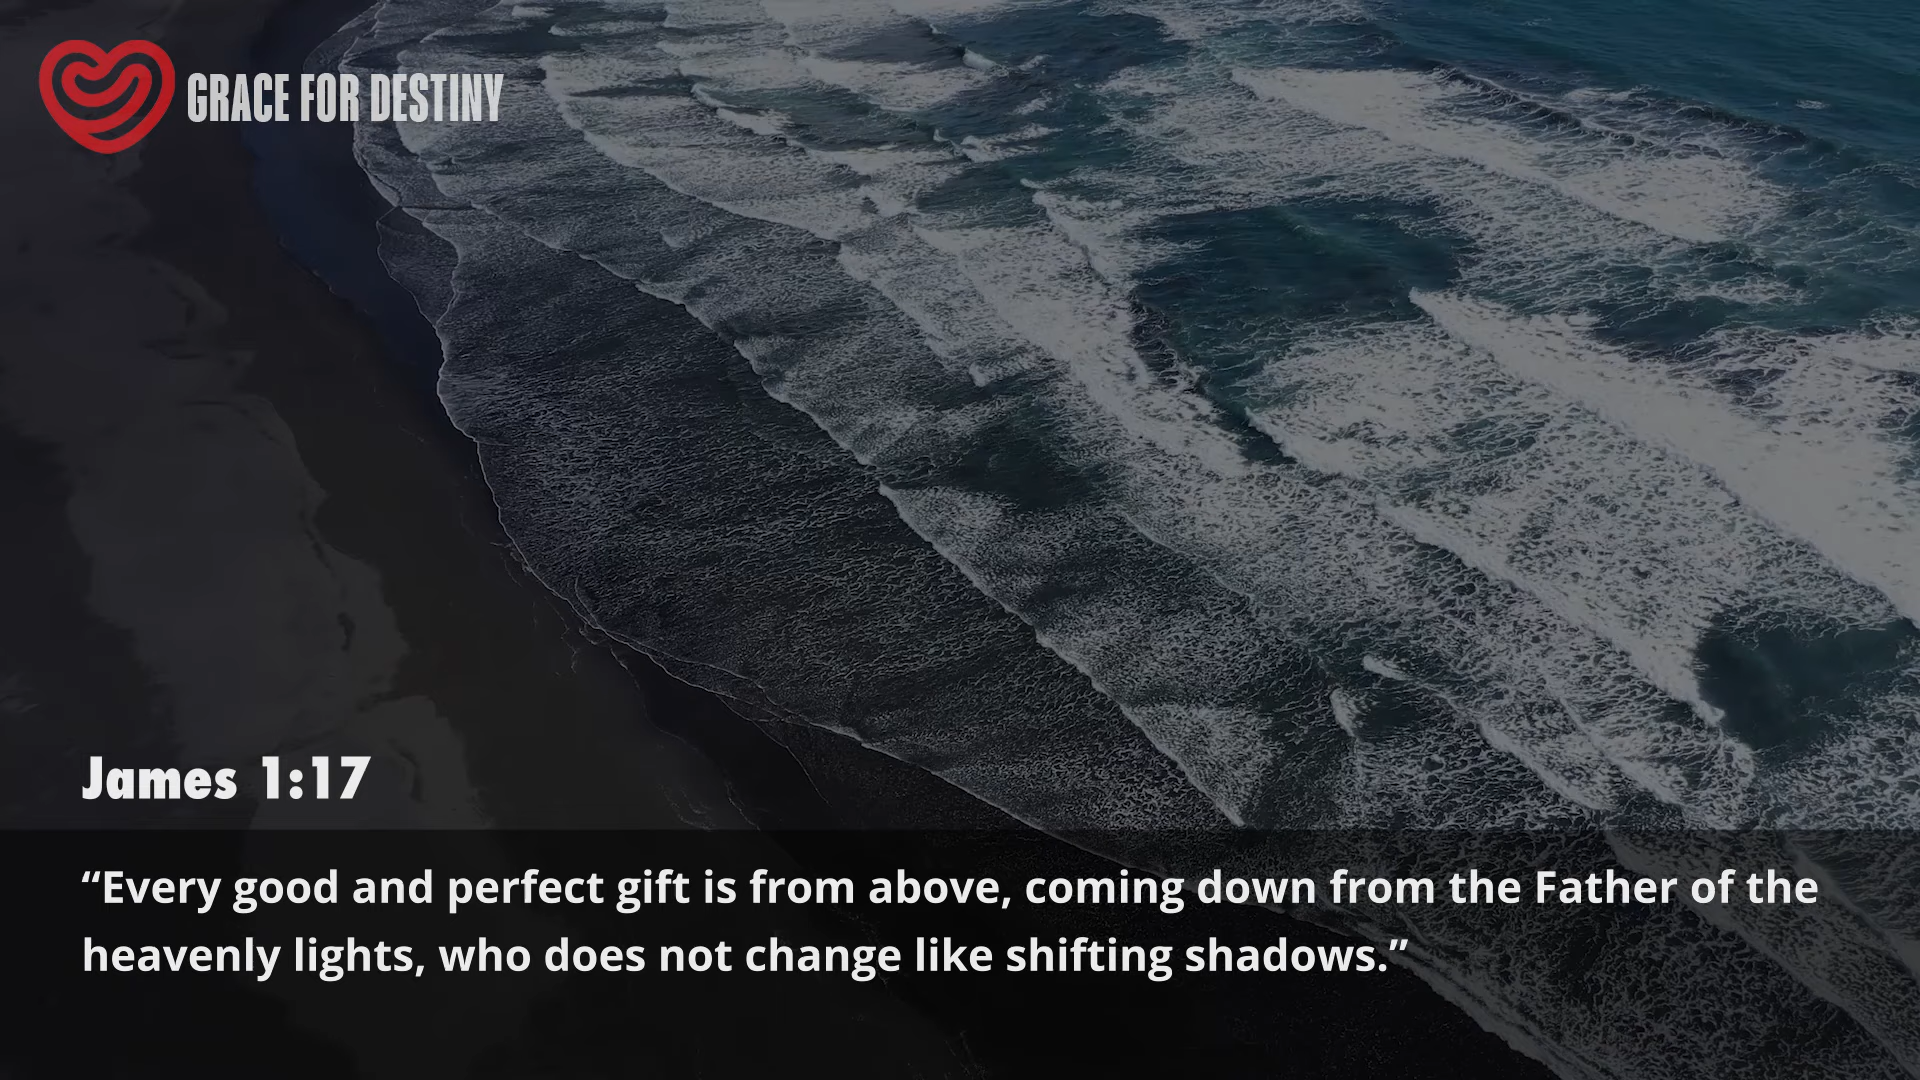 GRACE FOR DESTINY
James 1:17
“Every good and perfect gift is from above, coming down from the Father of the
heavenly lights, who does not change like shifting shadows.”